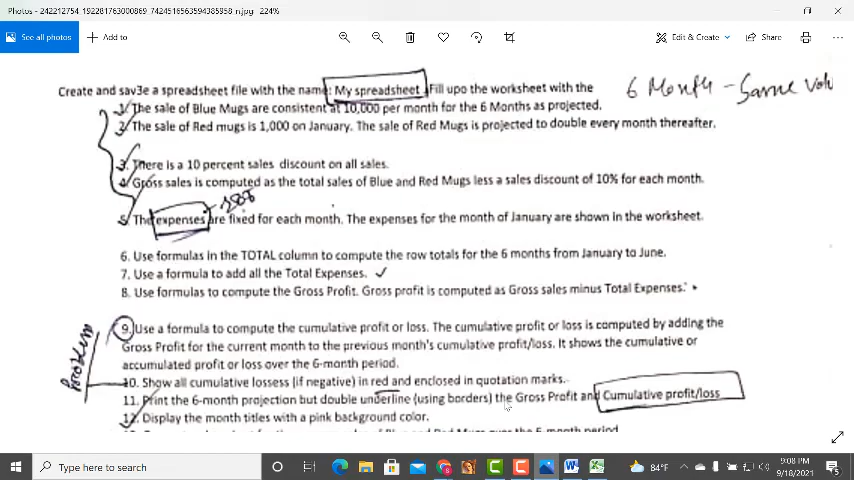 Photos - 242212754_192281763000869_7424516563594385958_n.jpg - 224%
See all photos
Add to
Edit & Create
Share
Create and sav3e a spreadsheet file with the name: My spreadsheet . Fill upo the worksheet with the
6 Month - Same
1. The sale of Blue Mugs are consistent at 10,000 per month for the 6 Months as projected.
2. The sale of Red mugs is 1,000 on January. The sale of Red Mugs is projected to double every month thereafter.
3. There is a 10 percent sales discount on all sales.
4. Gross sales is computed as the total sales of Blue and Red Mugs less a sales discount of 10% for each month.
5. The expenses are fixed for each month. The expenses for the month of January are shown in the worksheet.
6. Use formulas in the TOTAL column to compute the row totals for the 6 months from January to June.
7. Use a formula to add all the Total Expenses.
8. Use formulas to compute the Gross Profit. Gross profit is computed as Gross sales minus Total Expenses.
problem
9. Use a formula to compute the cumulative profit or loss. The cumulative profit or loss is computed by adding the
Gross Profit for the current month to the previous month's cumulative profit/loss. It shows the cumulative or
accumulated profit or loss over the 6-month period.
10. Show all cumulative lossess (if negative) in red and enclosed in quotation marks.
11. Print the 6-month projection but double underline (using borders) the Gross Profit and Cumulative profit/loss
12. Display the month titles with a pink background color.
Type here to search
84°F
9:08 PM
9/18/2021
5